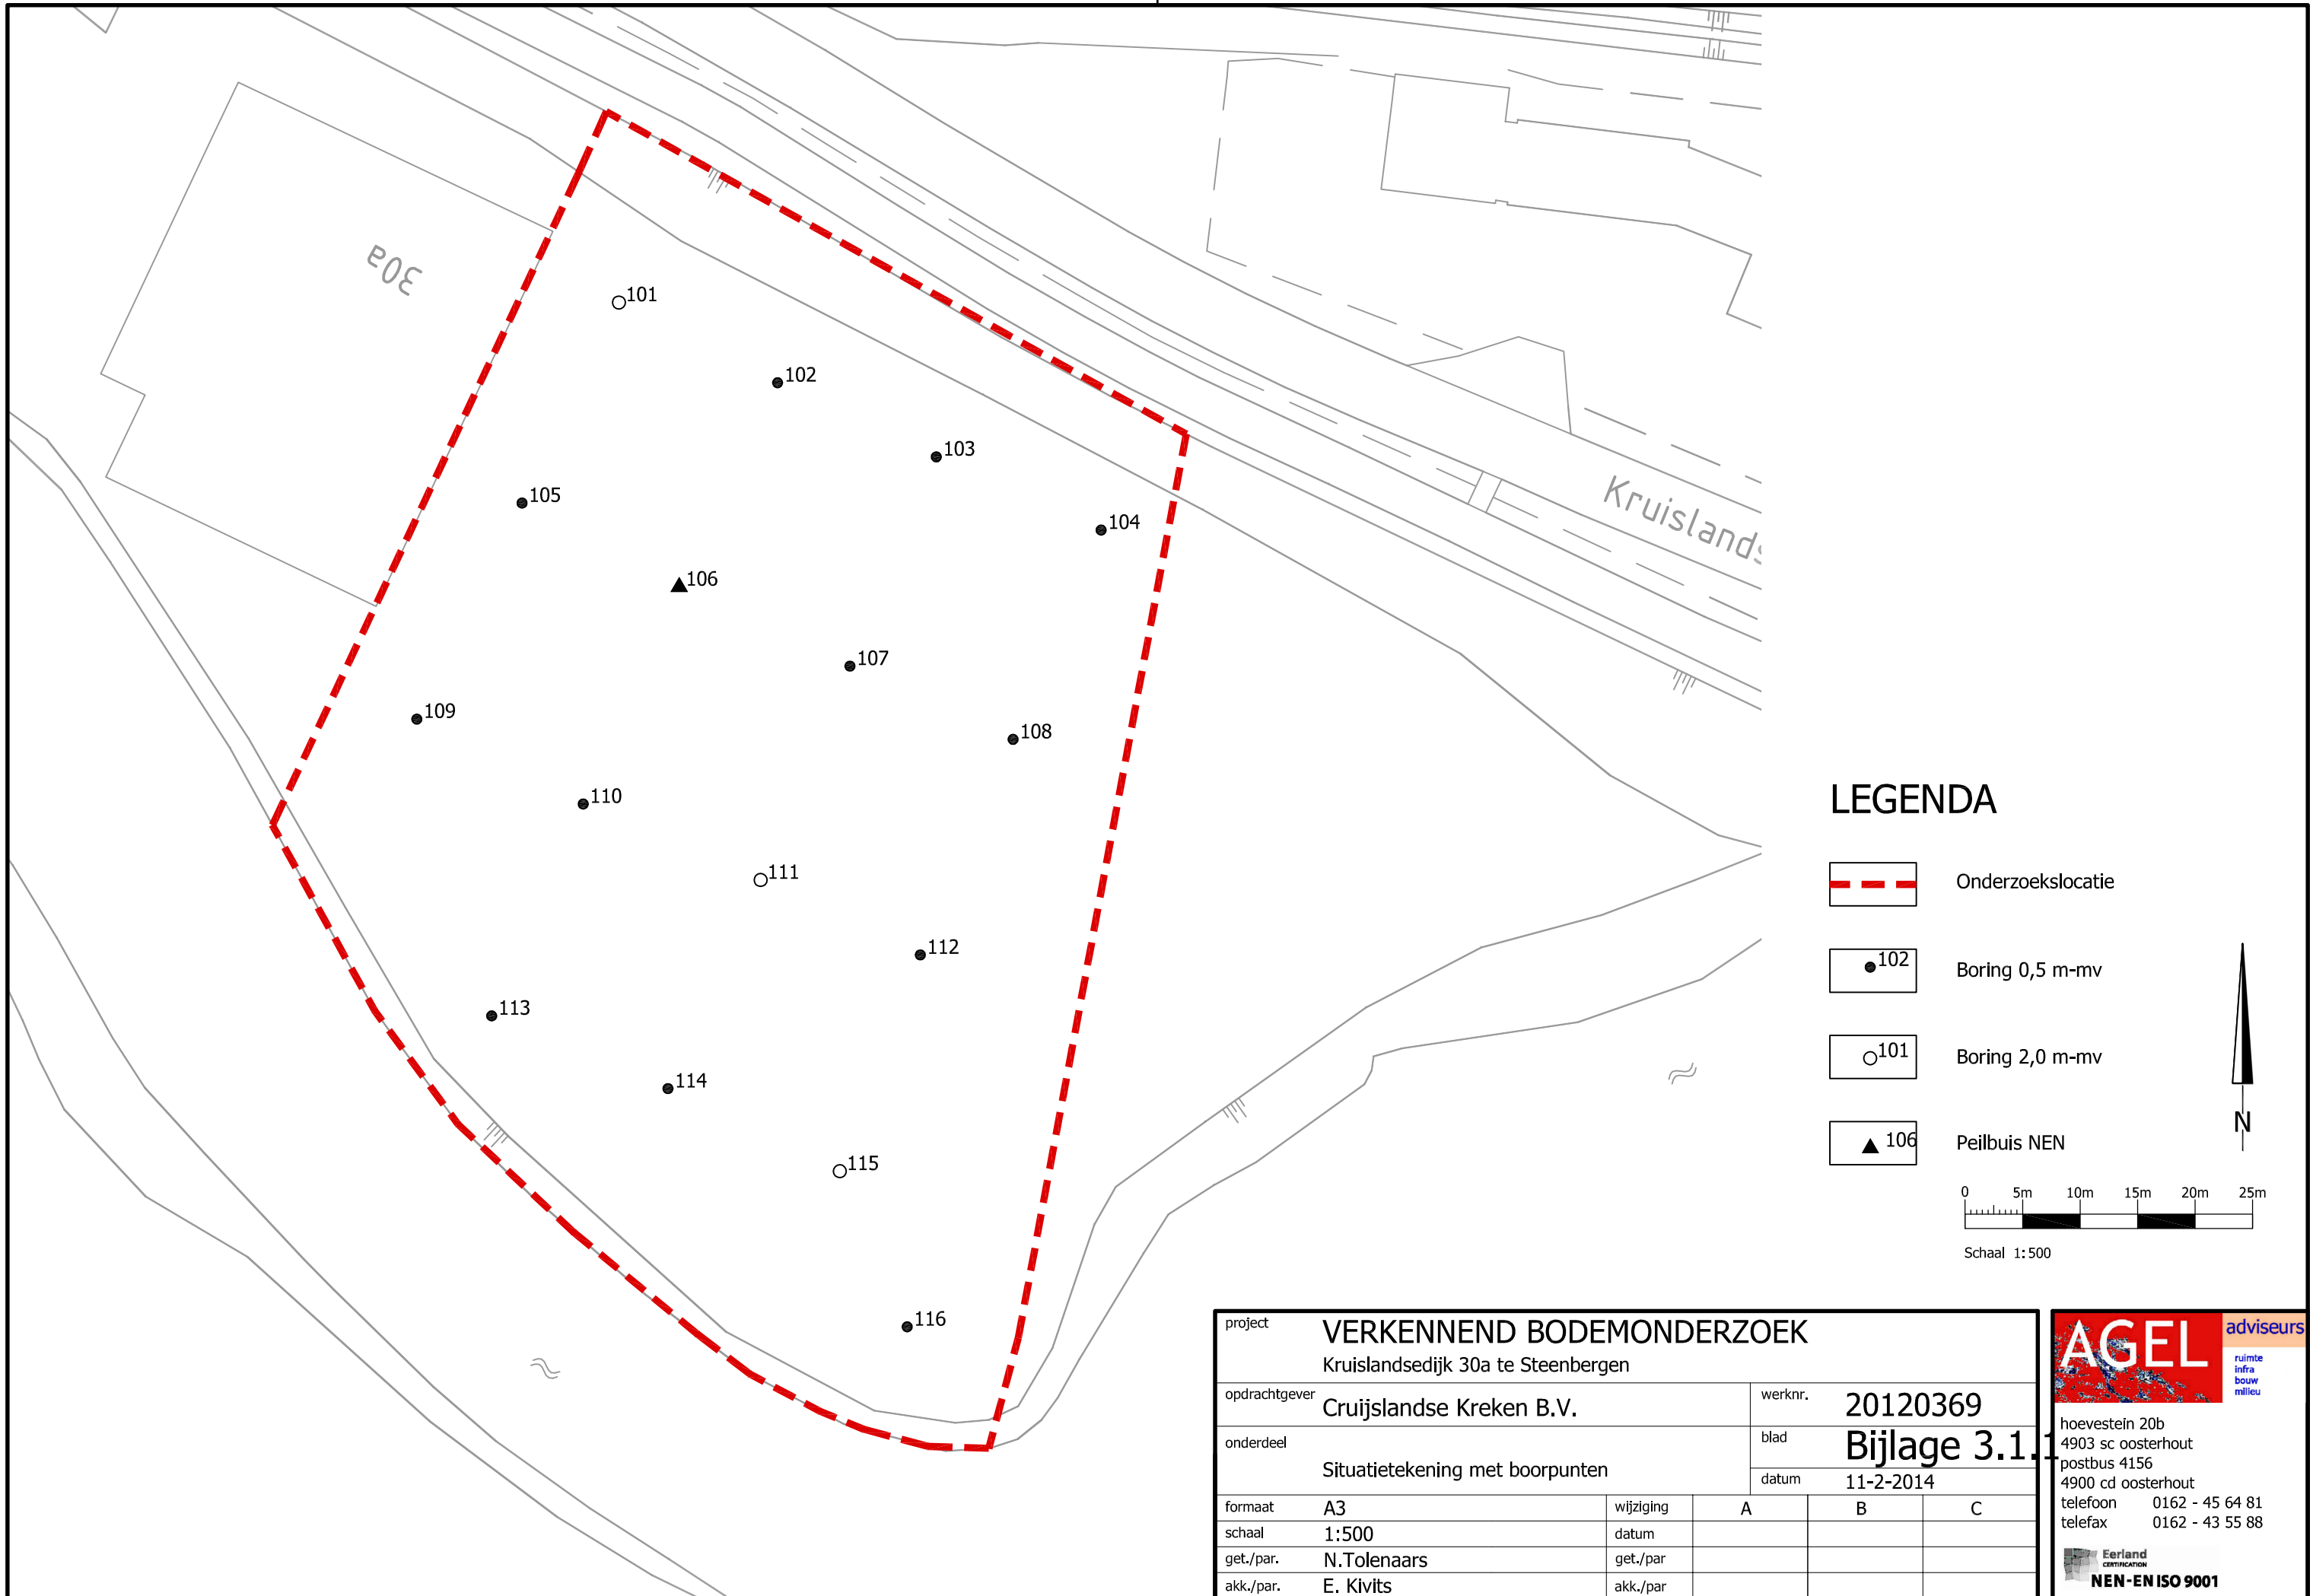 30a
101
102
103
105
104
106
107
109
108
110
111
112
113
114
115
116
LEGENDA
Onderzoekslocatie
102 Boring 0,5 m-mv
101 Boring 2,0 m-mv
106 Peilbuis NEN
N
0 5m 10m 15m 20m 25m
Schaal 1:500
project VERKENNEND BODEMONDERZOEK
Kruislandsedijk 30a te Steenbergen
opdrachtgever Cruijslandse Kreken B.V. werknr. 20120369
onderdeel Situatietekening met boorpunten blad Bijlage 3.1.1
datum 11-2-2014
formaat A3 wijziging A B C
schaal 1:500 datum
get./par. N.Tolenaars get./par
akk./par. E. Kivits akk./par
AGEL adviseurs
ruimte
infra
bouw
milieu
hoevestein 20b
4903 sc oosterhout
postbus 4156
4900 cd oosterhout
telefoon 0162 - 45 64 81
telefax 0162 - 43 55 88
Eerland
CERTIFICATION
NEN-EN ISO 9001